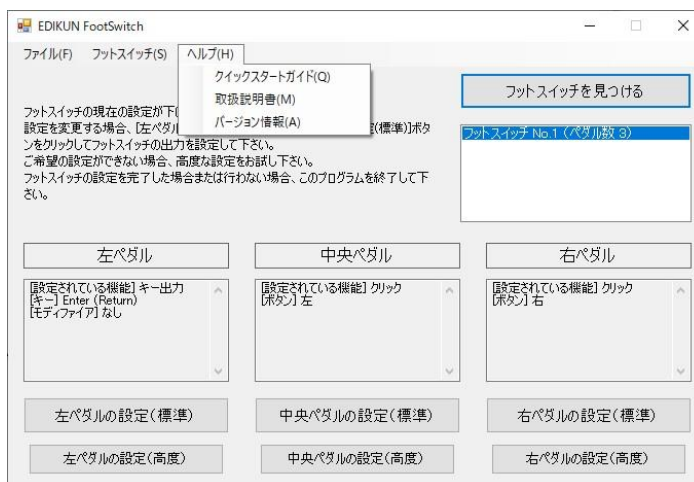 EDIKUN FootSwitch
ファイル(F) フットスイッチ(S) ヘルプ(H)
クイックスタートガイド(Q)
取扱説明書(M)
バージョン情報(A)
フットスイッチを見つける
フットスイッチ No.1 (ペダル数 3)
フットスイッチの現在の設定が下
設定を変更する場合、[左ペダ
(標準)]ボタ
ンをクリックしてフットスイッチの出力を設定して下さい。
ご希望の設定ができない場合、高度な設定をお試し下さい。
フットスイッチの設定を完了した場合または行わない場合、このプログラムを終了して下
さい。
左ペダル
中央ペダル
右ペダル
[設定されている機能] キー出力
[キー] Enter (Return)
[モディファイア] なし
[設定されている機能] クリック
[ボタン] 左
[設定されている機能] クリック
[ボタン] 右
左ペダルの設定(標準)
中央ペダルの設定(標準)
右ペダルの設定(標準)
左ペダルの設定(高度)
中央ペダルの設定(高度)
右ペダルの設定(高度)